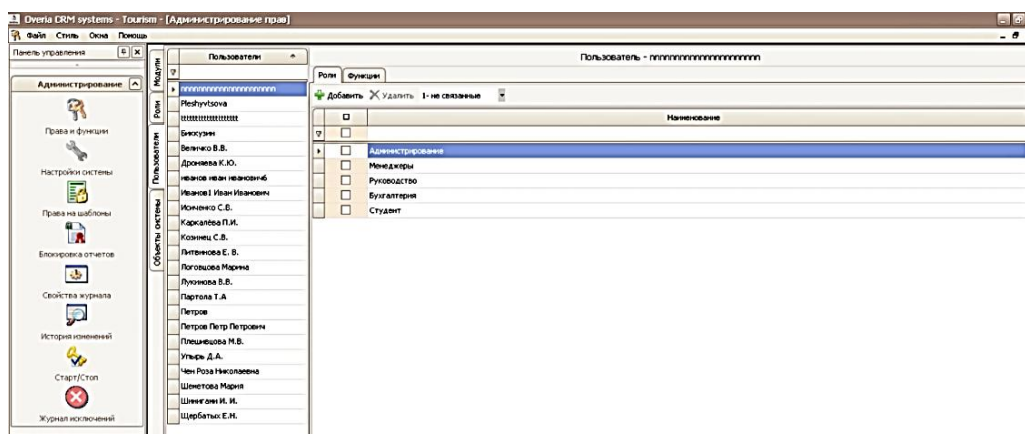 Overia CRM systems - Tourism - [Администрирование прав]
Файл Стиль Окна Помощь
Панель управления
Администрирование
Права и функции
Настройки системы
Права на шаблоны
Блокировка отчетов
Свойства журнала
История изменений
Старт/Стоп
Журнал исключений
Модули
Роли
Пользователи
Объекты системы
Пользователи
Pleshyvtsova
Биккузин
Величко В.В.
Дроняева К.Ю.
иванов иван иванович6
Иванов1 Иван Иванович
Ионченко С.В.
Каркалёва П.И.
Козинец С.В.
Литвинова Е. В.
Логовцова Марина
Лукинова В.В.
Партола Т.А
Петров
Петров Петр Петрович
Плешивцова М.В.
Упырь Д.А.
Чен Роза Николаевна
Шеметова Мария
Шинигами И. И.
Щербатых Е.Н.
Пользователь -
Роли Функции
Добавить Удалить 1- не связанные
Наименование
Администрирование
Менеджеры
Руководство
Бухгалтерия
Студент